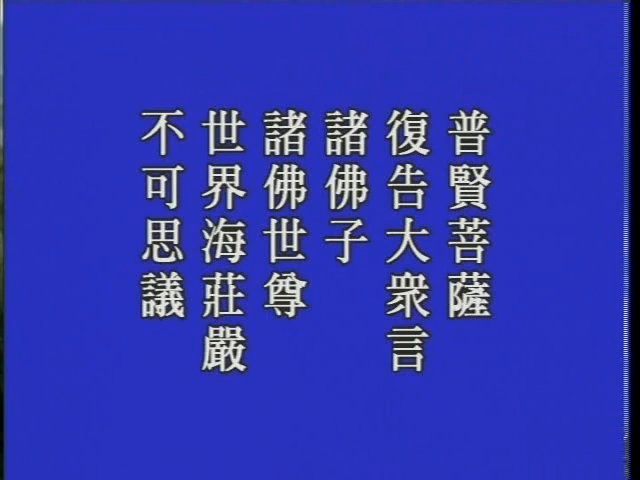 普賢菩薩
復告大衆言
諸佛子
諸佛世尊
世界海莊嚴
不可思議